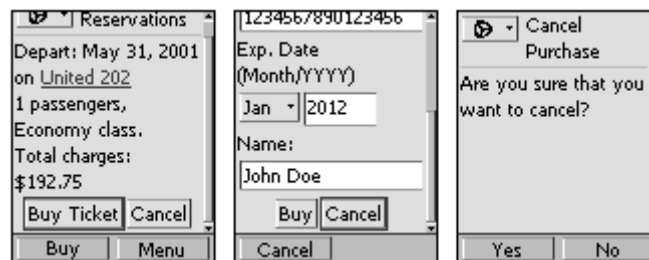 Reservations
Depart: May 31, 2001
on United 202
1 passengers,
Economy class.
Total charges:
$192.75
Buy Ticket Cancel
Buy Menu
1234567890123456
Exp. Date
(Month/YYYY)
Jan 2012
Name:
John Doe
Buy Cancel
Cancel
Cancel
Purchase
Are you sure that you
want to cancel?
Yes No